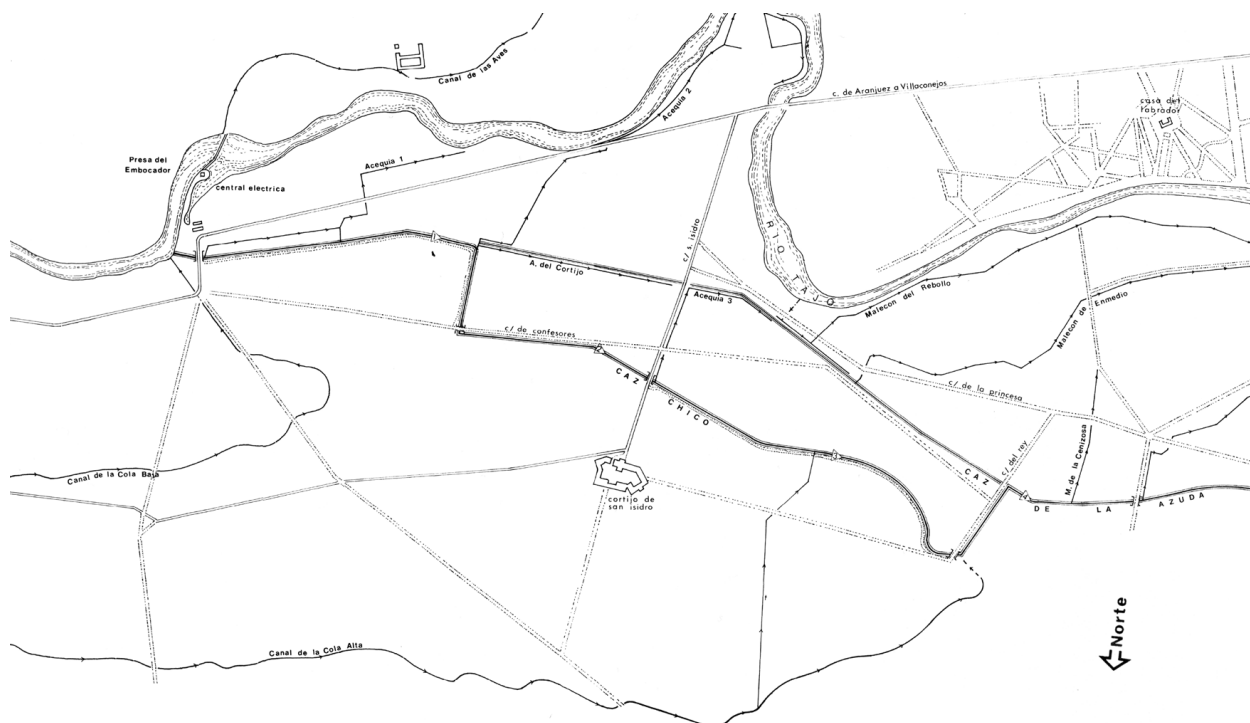 Canal de las Aves
c. de Aranjuez a Villaconejos
Acequia 2
casa del
labrador
Presa del
Embocador
Acequia 1
central electrica
c/ s. isidro
RIO TAJO
A. del Cortijo
Acequia 3
Malecon del Rebollo
Malecon de Enmedio
c/ de confesores
CAZ
CHICO
c/ de la princesa
Canal de la Cola Baja
cortijo de
san isidro
c/ del rey
M. de la Cenizosa
CAZ
DE LA AZUDA
Canal de la Cola Alta
Norte